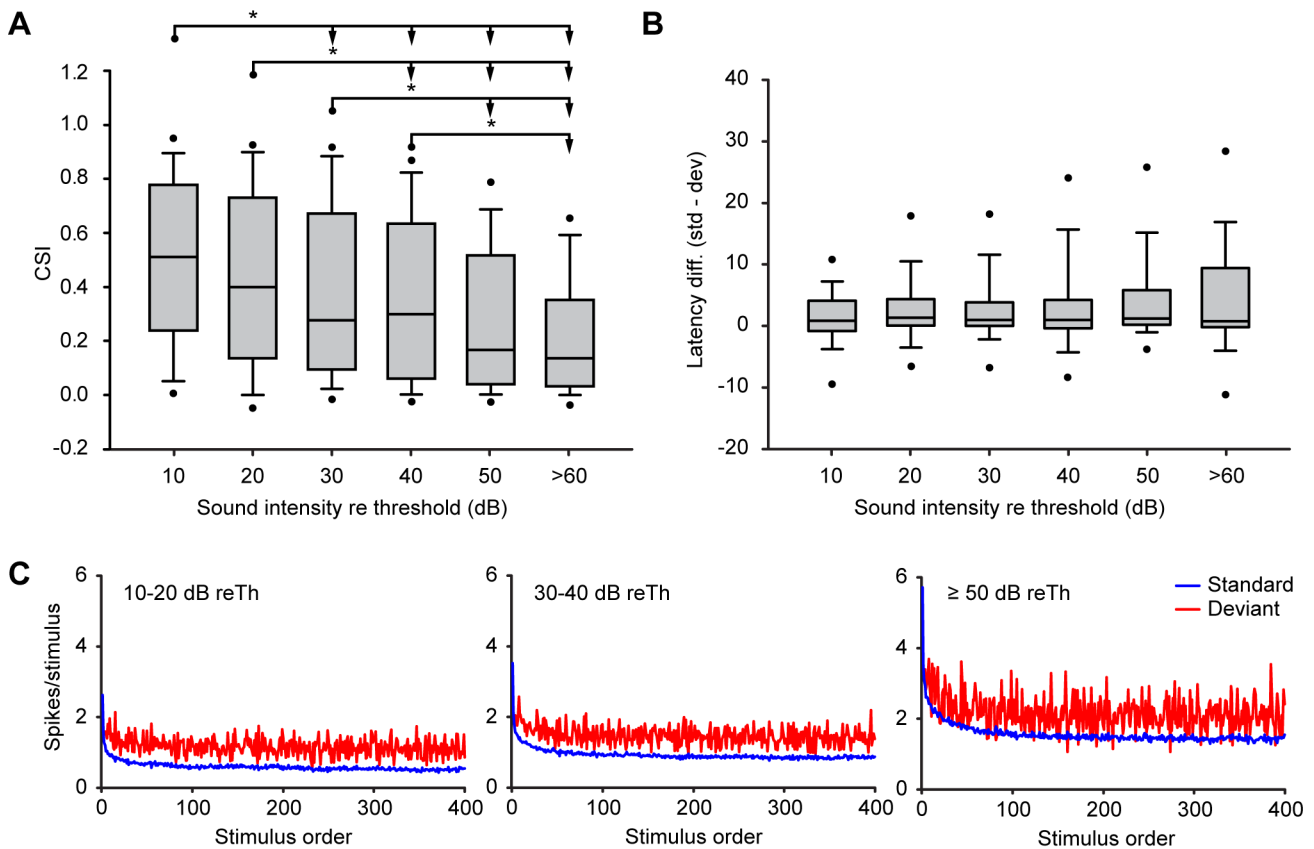 A
*
*
*
*
1.2
1.0
0.8
0.6
0.4
0.2
0.0
-0.2
CSI
10 20 30 40 50 >60
Sound intensity re threshold (dB)
B
40
30
20
10
0
-10
-20
Latency diff. (std - dev)
10 20 30 40 50 >60
Sound intensity re threshold (dB)
C
Spikes/stimulus
10-20 dB reTh
6
4
2
0
0 100 200 300 400
Stimulus order
30-40 dB reTh
6
4
2
0
0 100 200 300 400
Stimulus order
≥ 50 dB reTh
Standard
Deviant
6
4
2
0
0 100 200 300 400
Stimulus order